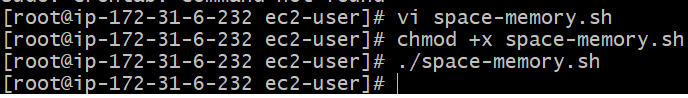 [root@ip-172-31-6-232 ec2-user]# vi space-memory.sh
[root@ip-172-31-6-232 ec2-user]# chmod +x space-memory.sh
[root@ip-172-31-6-232 ec2-user]# ./space-memory.sh
[root@ip-172-31-6-232 ec2-user]#